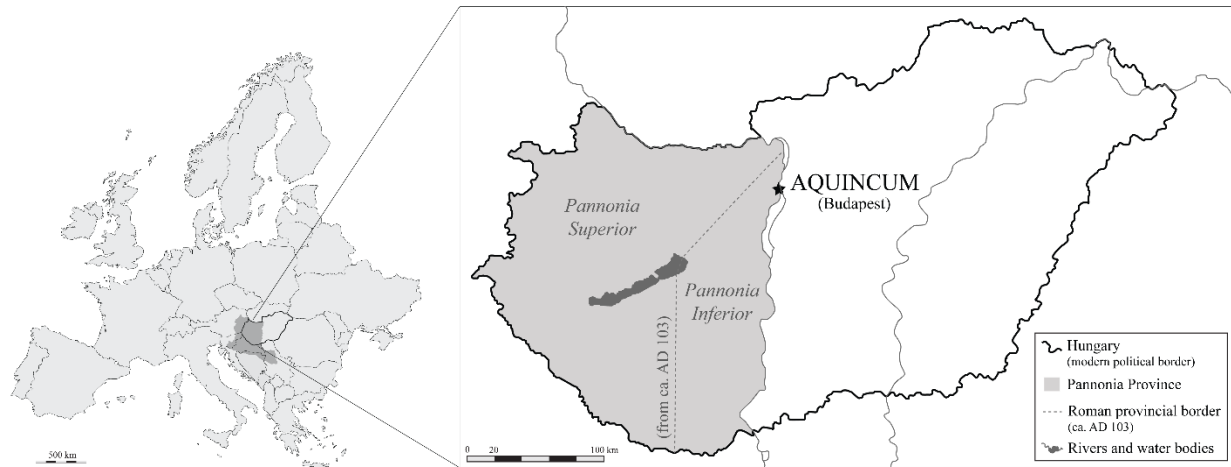 500 km
Pannonia
Superior
AQUINCUM
(Budapest)
Pannonia
Inferior
(from ca. AD 103)
0 20 60 100 km
Hungary
(modern political border)
Pannonia Province
Roman provincial border
(ca. AD 103)
Rivers and water bodies